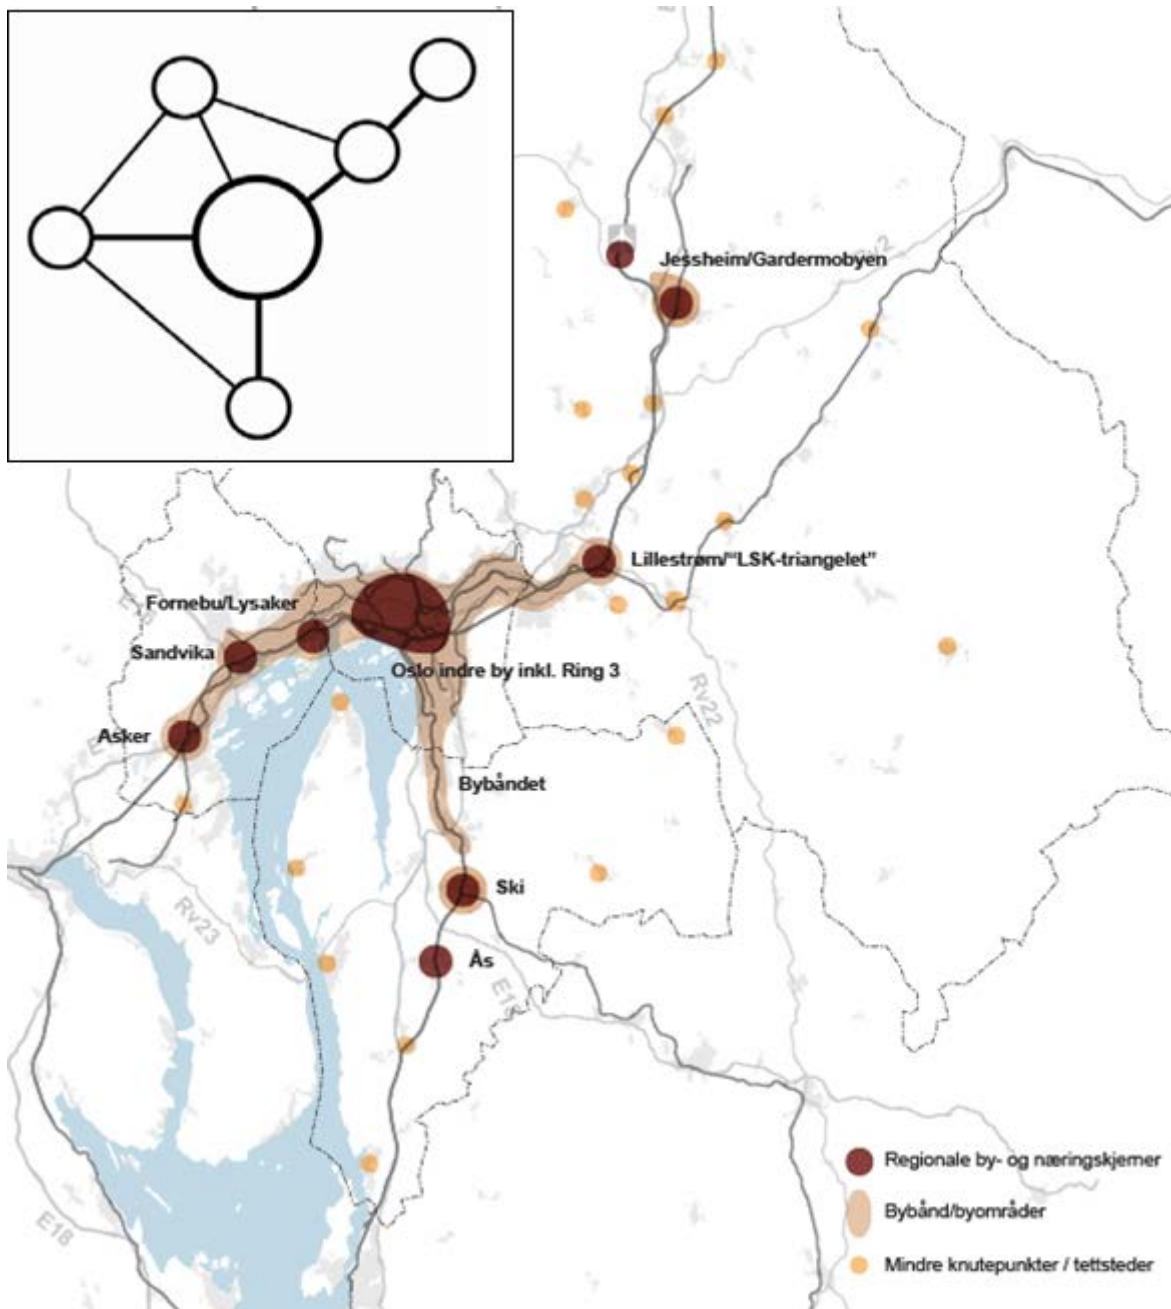 Jessheim/Gardermobyen
Rv2
Lillestrøm/"LSK-triangelet"
Fornebu/Lysaker
Sandvika
Oslo indre by inkl. Ring 3
Rv22
Asker
Bybåndet
Ski
Rv23
Ås
E18
Regionale by- og næringskjerner
Bybånd/byområder
Mindre knutepunkter / tettsteder